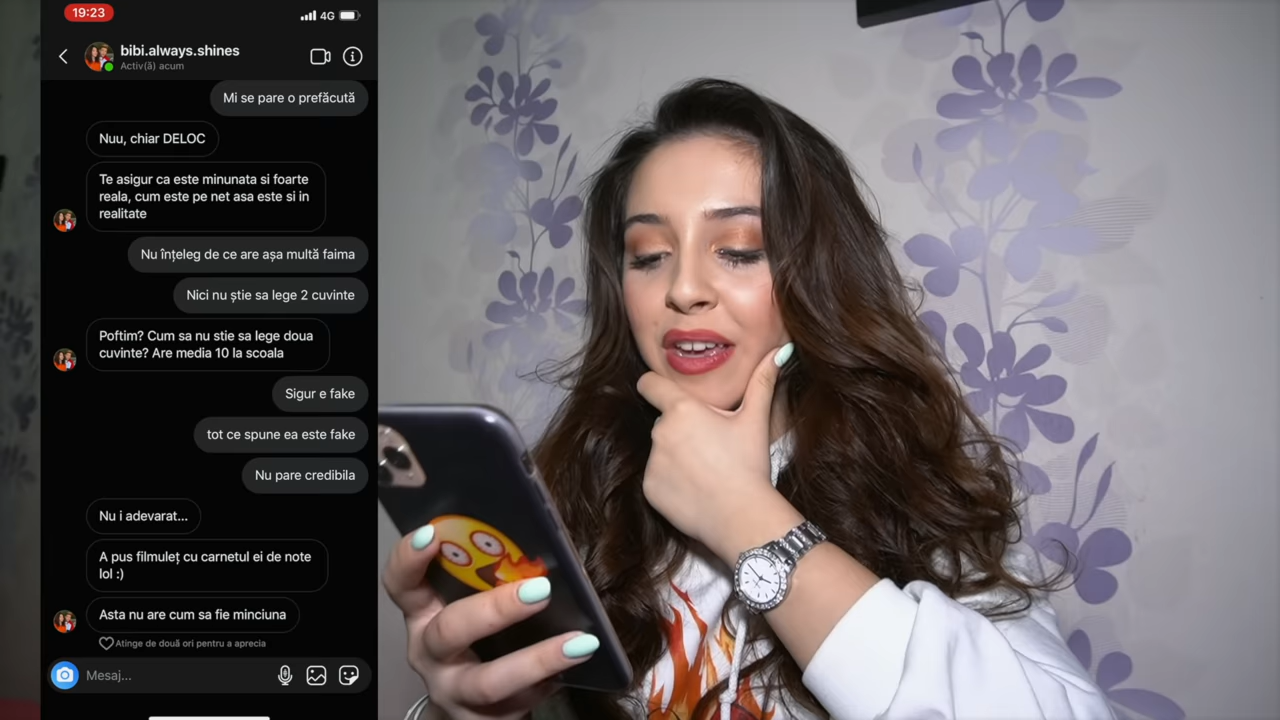 19:23
4G
bibi.always.shines
Activ(ă) acum
Mi se pare o prefăcută
Nuu, chiar DELOC
Te asigur ca este minunata si foarte
reala, cum este pe net asa este si in
realitate
Nu înțeleg de ce are așa multă faima
Nici nu știe sa lege 2 cuvinte
Poftim? Cum sa nu stie sa lege doua
cuvinte? Are media 10 la scoala
Sigur e fake
tot ce spune ea este fake
Nu pare credibila
Nu i adevarat...
A pus filmuleț cu carnetul ei de note
lol :)
Asta nu are cum sa fie minciuna
Atinge de două ori pentru a aprecia
Mesaj...